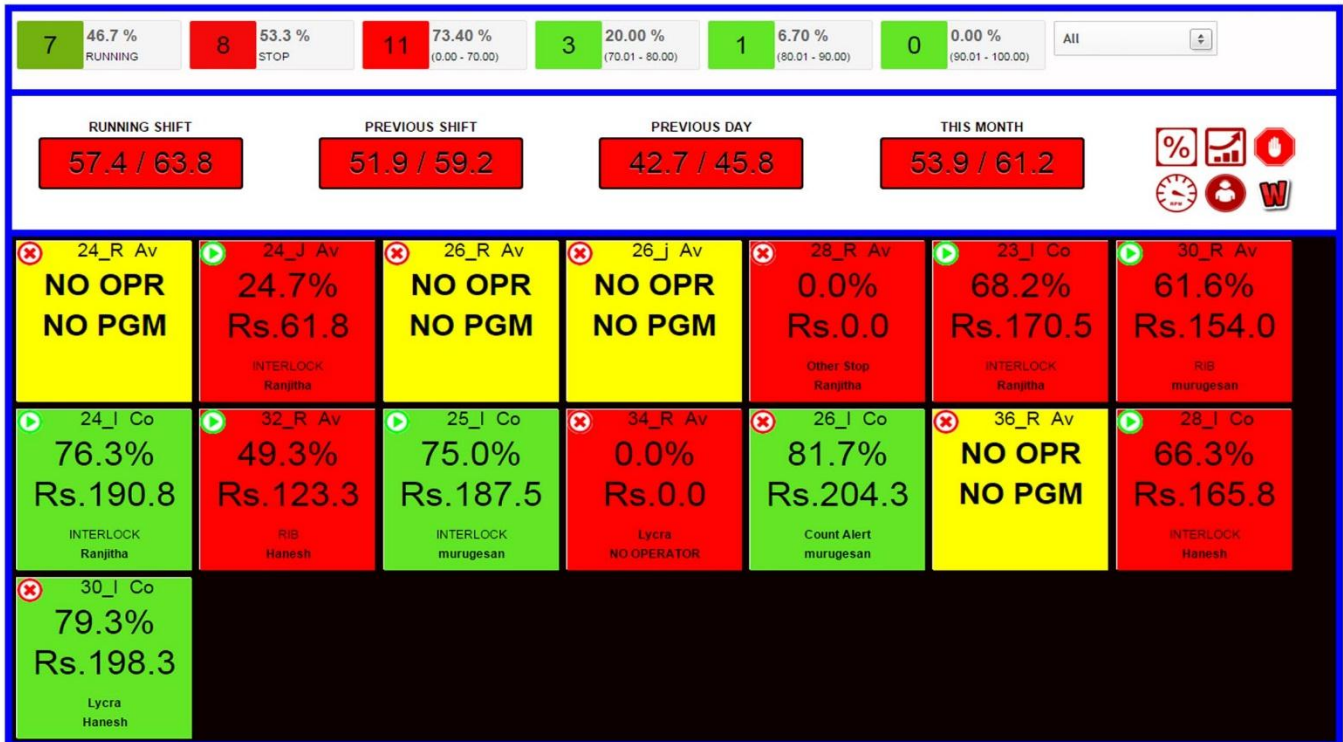 7
46.7 %
RUNNING
8
53.3 %
STOP
11
73.40 %
(0.00 - 70.00)
3
20.00 %
(70.01 - 80.00)
1
6.70 %
(80.01 - 90.00)
0
0.00 %
(90.01 - 100.00)
All
RUNNING SHIFT
57.4 / 63.8
PREVIOUS SHIFT
51.9 / 59.2
PREVIOUS DAY
42.7 / 45.8
THIS MONTH
53.9 / 61.2
%
RPM
W
24_R Av
NO OPR
NO PGM
24_J Av
24.7%
Rs.61.8
INTERLOCK
Ranjitha
26_R Av
NO OPR
NO PGM
26_j Av
NO OPR
NO PGM
28_R Av
0.0%
Rs.0.0
Other Stop
Ranjitha
23_I Co
68.2%
Rs.170.5
INTERLOCK
Ranjitha
30_R Av
61.6%
Rs.154.0
RIB
murugesan
24_I Co
76.3%
Rs.190.8
INTERLOCK
Ranjitha
32_R Av
49.3%
Rs.123.3
RIB
Hanesh
25_I Co
75.0%
Rs.187.5
INTERLOCK
murugesan
34_R Av
0.0%
Rs.0.0
Lycra
NO OPERATOR
26_I Co
81.7%
Rs.204.3
Count Alert
murugesan
36_R Av
NO OPR
NO PGM
28_I Co
66.3%
Rs.165.8
INTERLOCK
Hanesh
30_I Co
79.3%
Rs.198.3
Lycra
Hanesh